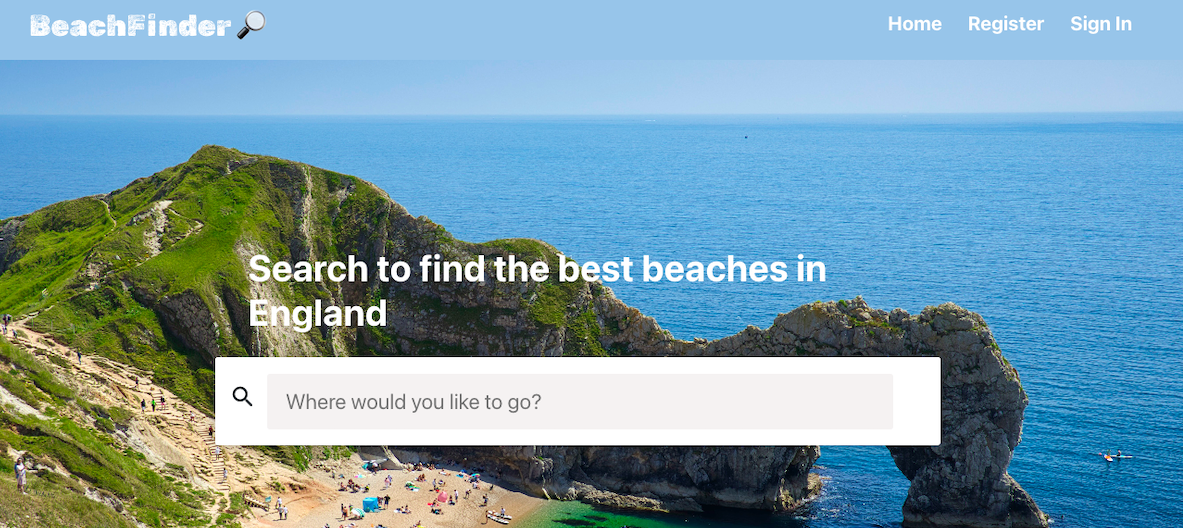 BeachFinder
Home Register Sign In
Search to find the best beaches in
England
Where would you like to go?